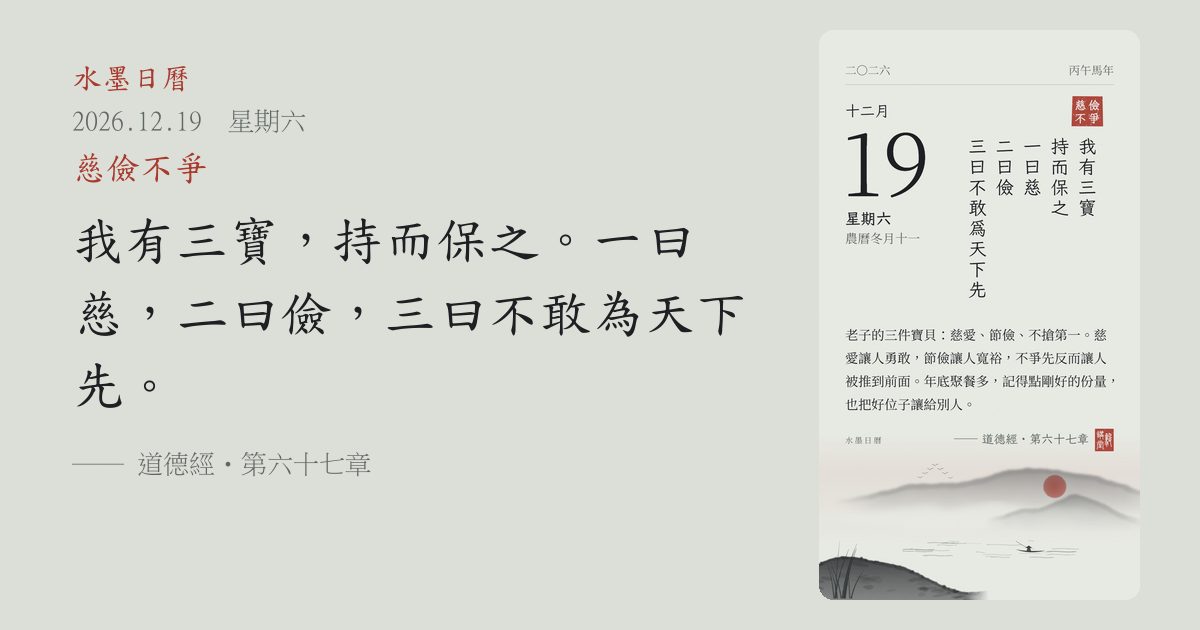 水墨日曆
2026.12.19 星期六
慈儉不爭
我有三寶，持而保之。一曰
慈，二曰儉，三曰不敢為天下
先。
—— 道德經・第六十七章
二〇二六
丙午馬年
十二月
19
星期六
農曆冬月十一
慈儉
不爭
我有三寶
持而保之
一曰慈
二曰儉
三曰不敢為天下先
老子的三件寶貝：慈愛、節儉、不搶第一。慈
愛讓人勇敢，節儉讓人寬裕，不爭先反而讓人
被推到前面。年底聚餐多，記得點剛好的份量，
也把好位子讓給別人。
水墨日曆
—— 道德經・第六十七章